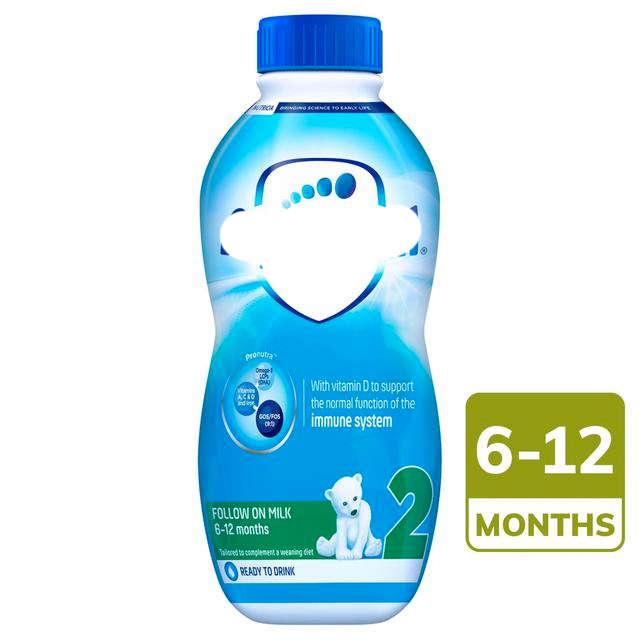 NUTRICIA BRINGING SCIENCE TO EARLY LIFE
®
Pronutra™
Omega-3
LCPs
(DHA)
Vitamins
A, C & D
and Iron
GOS/FOS
(9:1)
With vitamin D to support
the normal function of the
immune system
2
FOLLOW ON MILK
6-12 months
Tailored to complement a weaning diet
READY TO DRINK
6-12
MONTHS